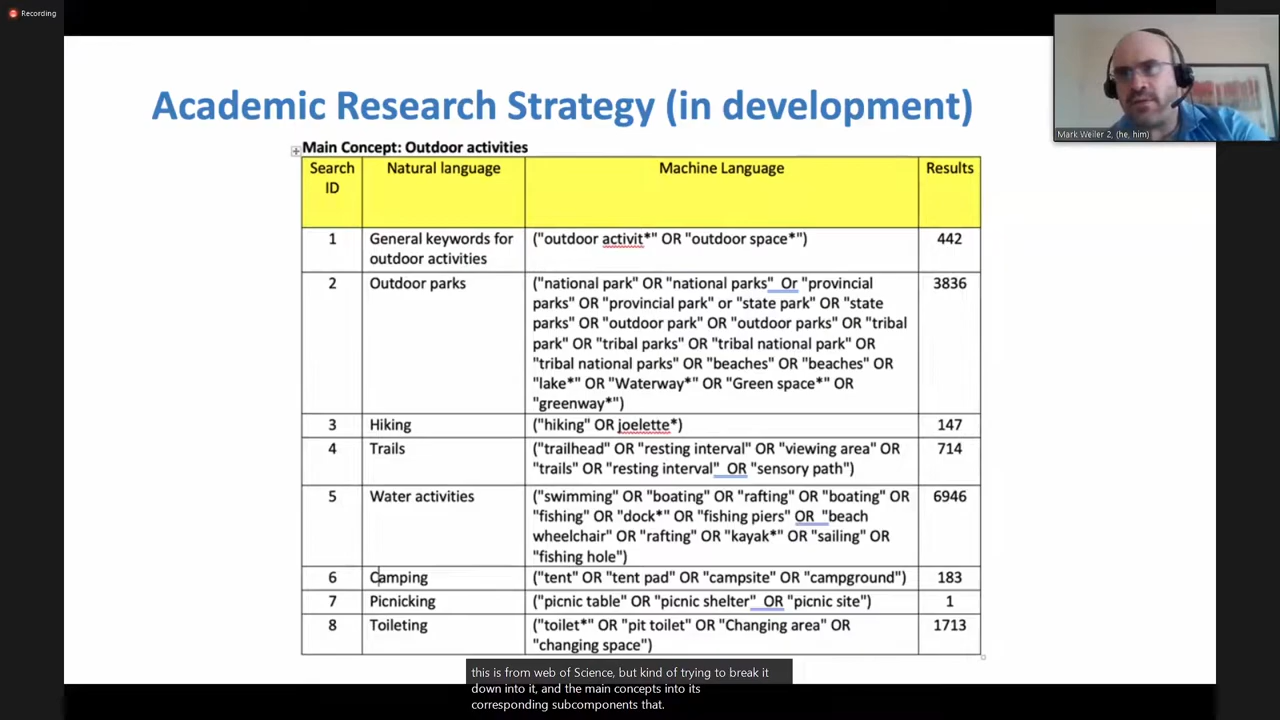 Recording
Mark Weiler 2, (he, him)
Academic Research Strategy (in development)
Main Concept: Outdoor activities
Search ID
Natural language
Machine Language
Results
1
General keywords for
outdoor activities
("outdoor activit*" OR "outdoor space*")
442
2
Outdoor parks
("national park" OR "national parks" Or "provincial
parks" OR "provincial park" or "state park" OR "state
parks" OR "outdoor park" OR "outdoor parks" OR "tribal
park" OR "tribal parks" OR "tribal national park" OR
"tribal national parks" OR "beaches" OR "beaches" OR
"lake*" OR "Waterway*" OR "Green space*" OR
"greenway*")
3836
3
Hiking
("hiking" OR joelette*)
147
4
Trails
("trailhead" OR "resting interval" OR "viewing area" OR
"trails" OR "resting interval" OR "sensory path")
714
5
Water activities
("swimming" OR "boating" OR "rafting" OR "boating" OR
"fishing" OR "dock*" OR "fishing piers" OR "beach
wheelchair" OR "rafting" OR "kayak*" OR "sailing" OR
"fishing hole")
6946
6
Camping
("tent" OR "tent pad" OR "campsite" OR "campground")
183
7
Picnicking
("picnic table" OR "picnic shelter" OR "picnic site")
1
8
Toileting
("toilet*" OR "pit toilet" OR "Changing area" OR
"changing space")
1713
this is from web of Science, but kind of trying to break it
down into it, and the main concepts into its
corresponding subcomponents that.